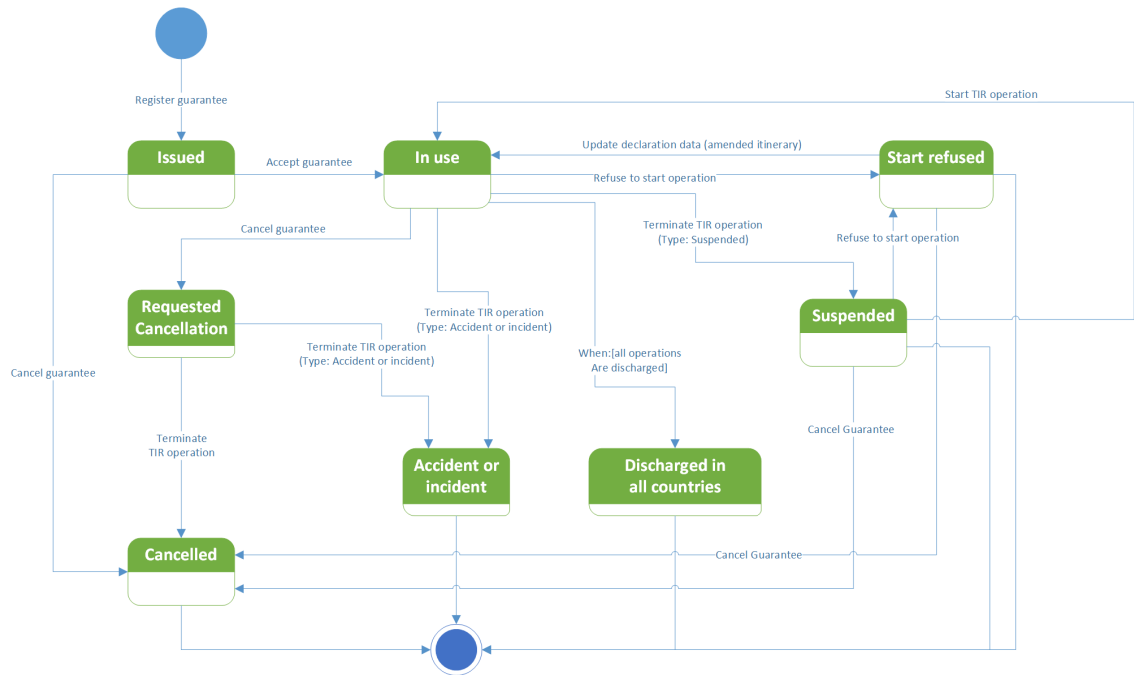 Register guarantee
Start TIR operation
Issued
Accept guarantee
In use
Update declaration data (amended itinerary)
Start refused
Refuse to start operation
Cancel guarantee
Terminate TIR operation
(Type: Suspended)
Refuse to start operation
Requested
Cancellation
Terminate TIR operation
(Type: Accident or incident)
Suspended
Terminate TIR operation
(Type: Accident or incident)
When:[all operations
Are discharged]
Cancel guarantee
Cancel Guarantee
Terminate
TIR operation
Accident or
incident
Discharged in
all countries
Cancelled
Cancel Guarantee